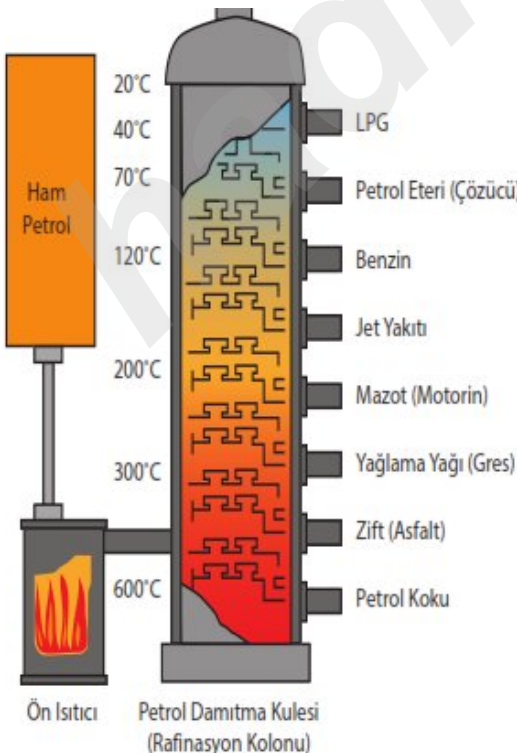 Ham
Petrol
20°C
40°C
70°C
120°C
200°C
300°C
600°C
LPG
Petrol Eteri (Çözücü)
Benzin
Jet Yakıtı
Mazot (Motorin)
Yağlama Yağı (Gres)
Zift (Asfalt)
Petrol Koku
Ön Isıtıcı
Petrol Damıtma Kulesi
(Rafinasyon Kolonu)